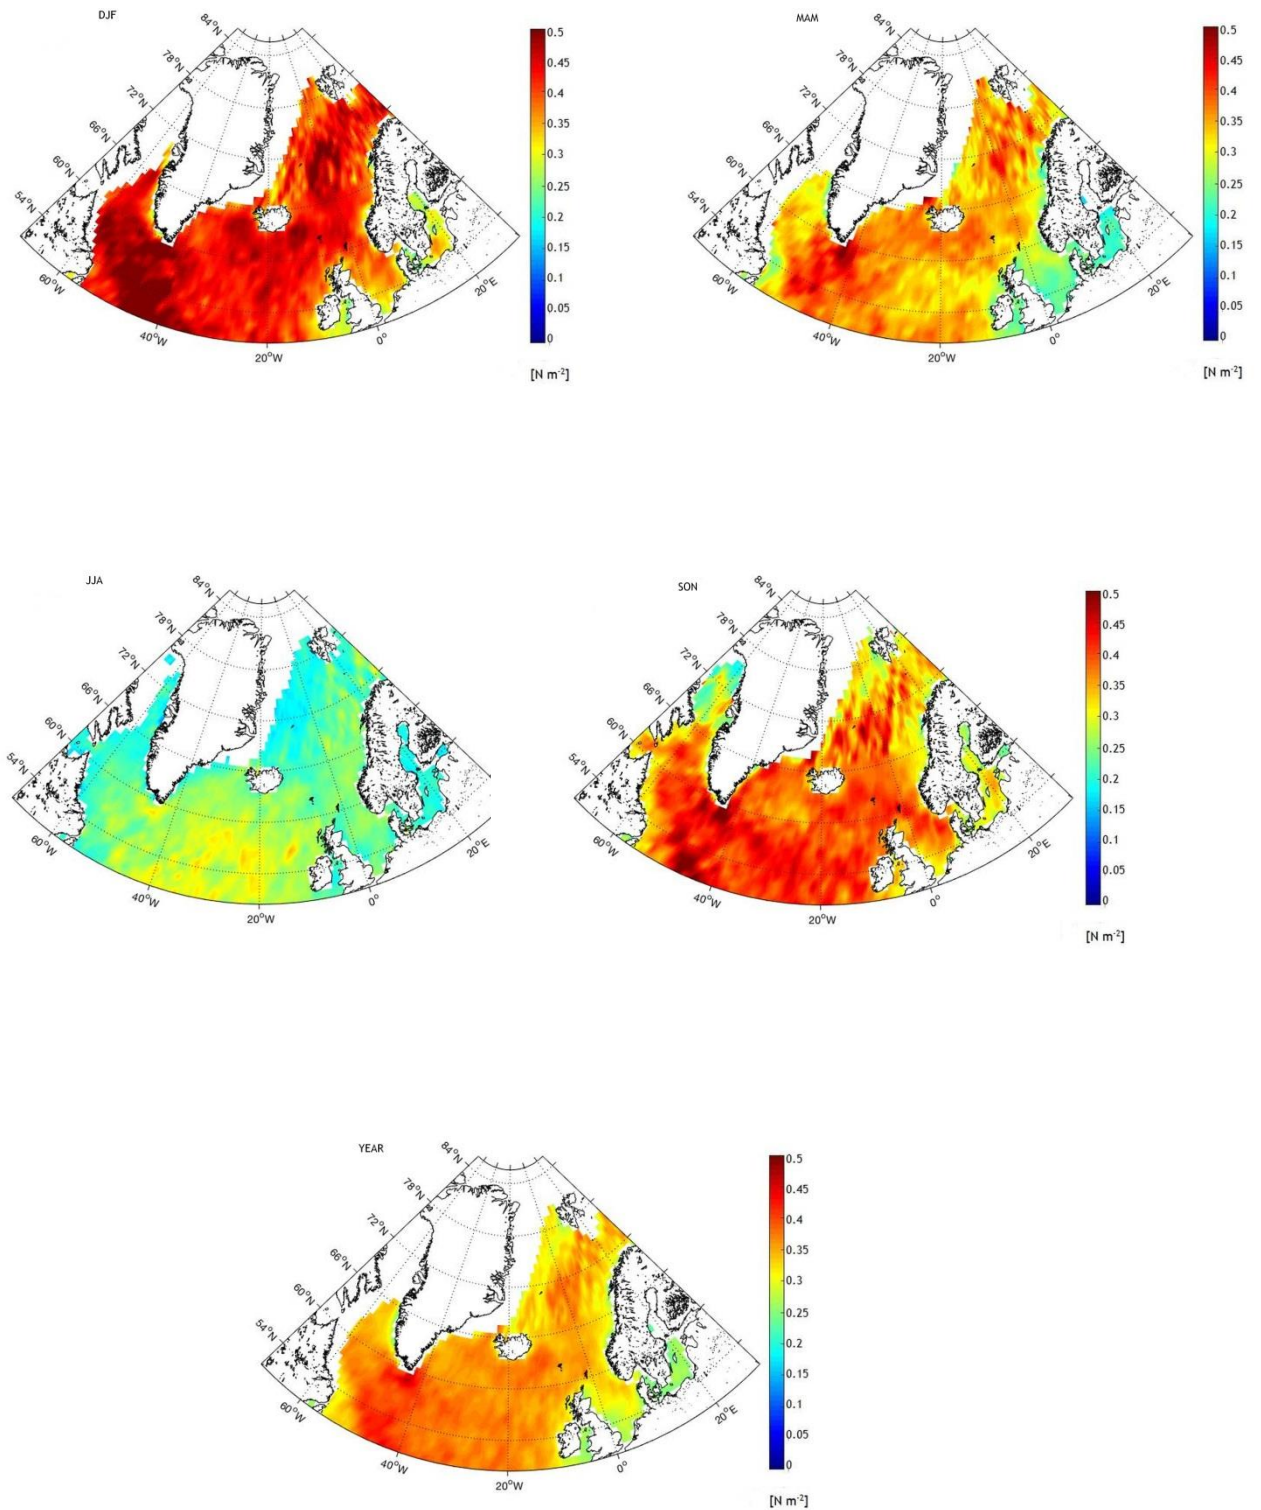 DJF
84°N
78°N
72°N
66°N
60°N
54°N
60°W
40°W
20°W
0°
20°E
0.5
0.45
0.4
0.35
0.3
0.25
0.2
0.15
0.1
0.05
0
[N m-2]
MAM
84°N
78°N
72°N
66°N
60°N
54°N
60°W
40°W
20°W
0°
20°E
0.5
0.45
0.4
0.35
0.3
0.25
0.2
0.15
0.1
0.05
0
[N m-2]
JJA
84°N
78°N
72°N
66°N
60°N
54°N
60°W
40°W
20°W
0°
20°E
SON
84°N
78°N
72°N
66°N
60°N
54°N
60°W
40°W
20°W
0°
20°E
0.5
0.45
0.4
0.35
0.3
0.25
0.2
0.15
0.1
0.05
0
[N m-2]
YEAR
84°N
78°N
72°N
66°N
60°N
54°N
60°W
40°W
20°W
0°
20°E
0.5
0.45
0.4
0.35
0.3
0.25
0.2
0.15
0.1
0.05
0
[N m-2]